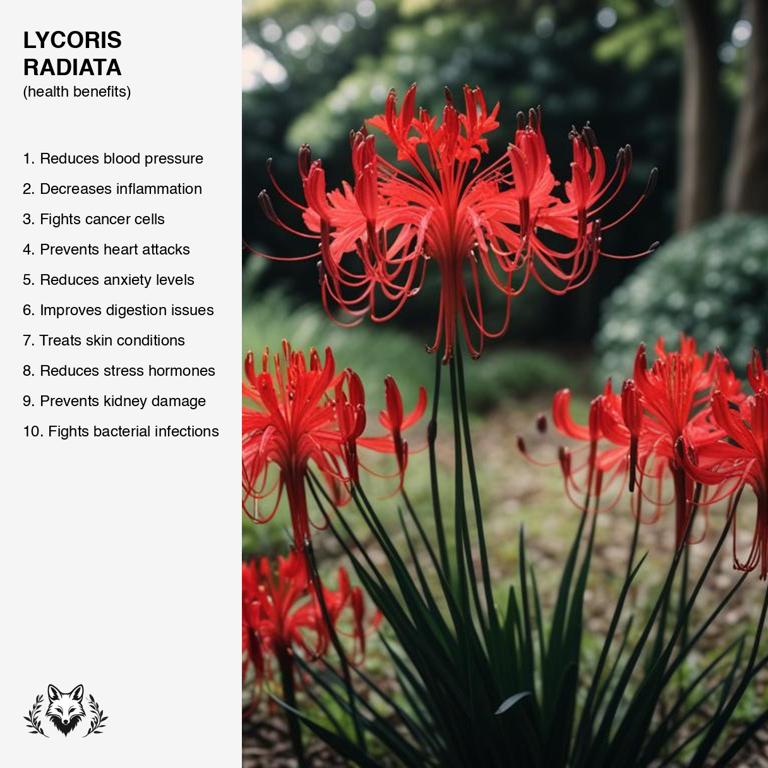 LYCORIS
RADIATA
(health benefits)
1. Reduces blood pressure
2. Decreases inflammation
3. Fights cancer cells
4. Prevents heart attacks
5. Reduces anxiety levels
6. Improves digestion issues
7. Treats skin conditions
8. Reduces stress hormones
9. Prevents kidney damage
10. Fights bacterial infections